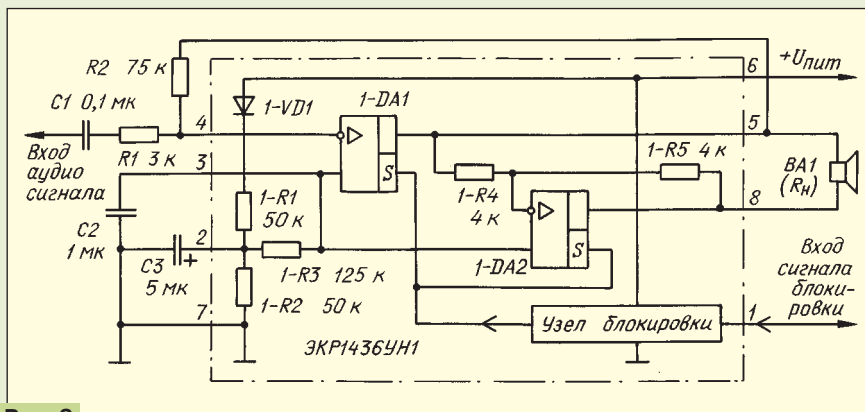 R2 75 к
C1 0,1 мк
R1 3 к
Вход
аудио
сигнала
C2
1 мк
C3
5 мк
+
4
3
2
7
1-VD1
1-DA1
S
1-R1
50 к
1-R3 125 к
1-R2 50 к
1-R4
4 к
1-R5 4 к
1-DA2
S
ЭКР1436УН1
Узел блокировки
6
+Uпит
5
BA1
(Rн)
8
Вход
сигнала
блоки-
ровки
1